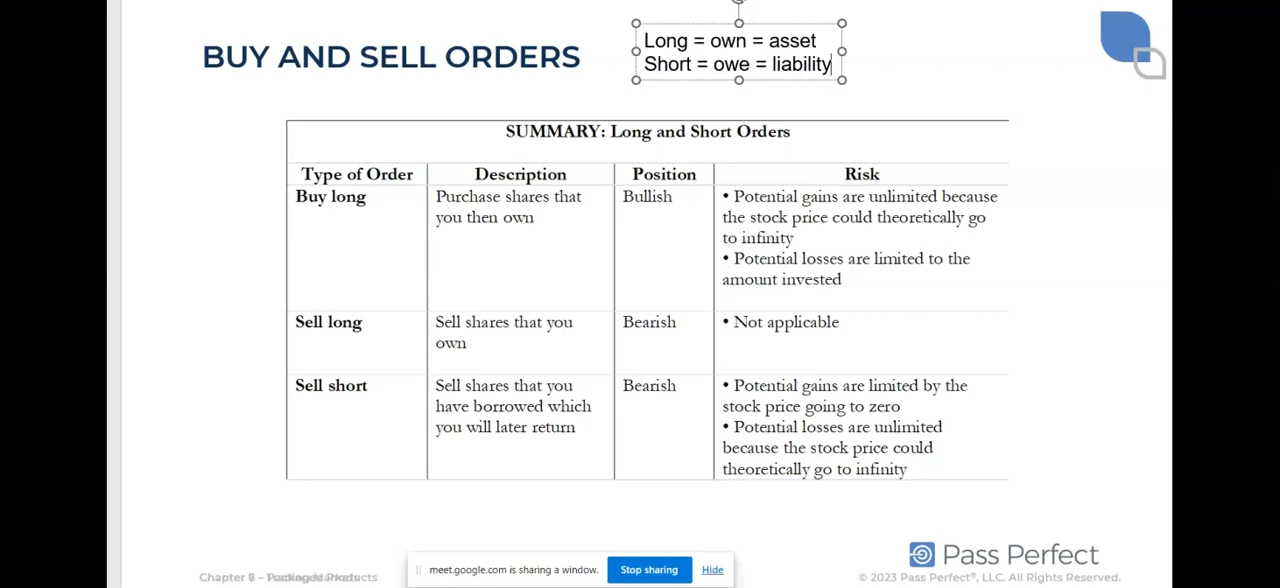 Long = own = asset
Short = owe = liability
BUY AND SELL ORDERS
SUMMARY: Long and Short Orders
Type of Order Description Position Risk
Buy long Purchase shares that you then own Bullish • Potential gains are unlimited because
the stock price could theoretically go
to infinity
• Potential losses are limited to the
amount invested
Sell long Sell shares that you own Bearish • Not applicable
Sell short Sell shares that you have borrowed which you will later return Bearish • Potential gains are limited by the
stock price going to zero
• Potential losses are unlimited
because the stock price could
theoretically go to infinity
Pass Perfect
Chapter
meet.google.com is sharing a window. Stop sharing Hide
© 2023 Pass Perfect®, LLC. All Rights Reserved.